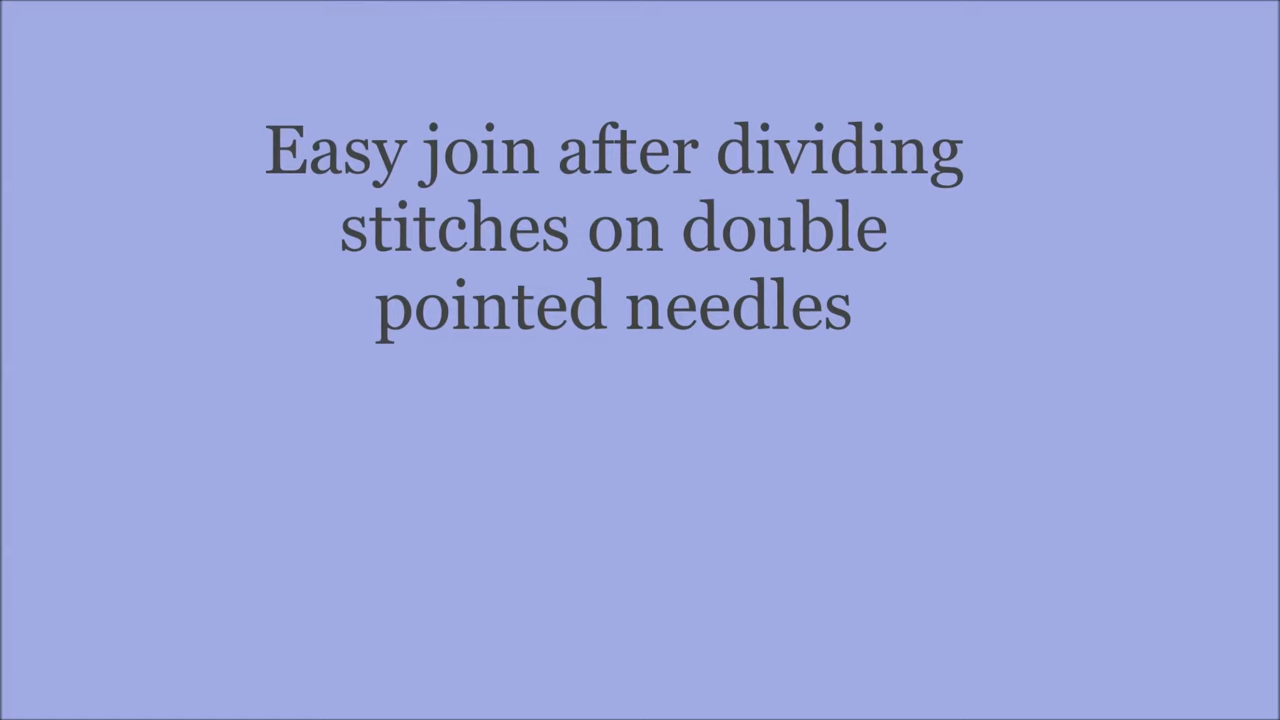 Easy join after dividing
stitches on double
pointed needles